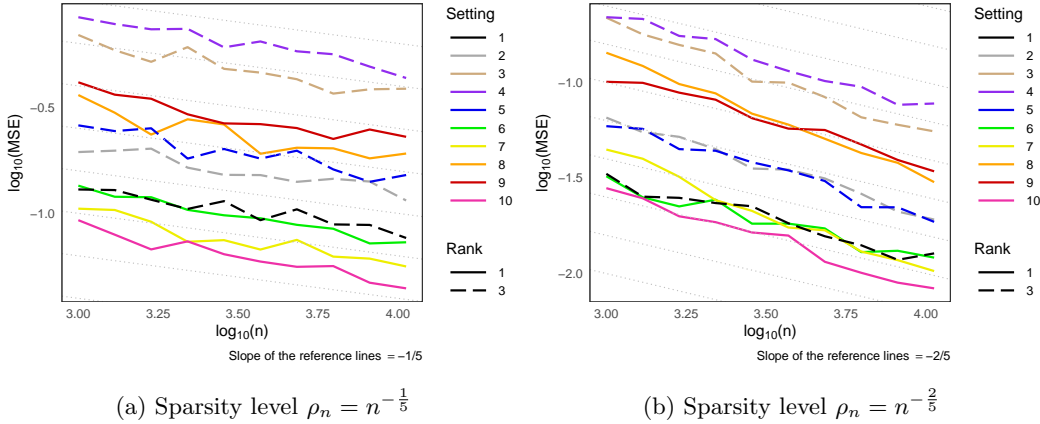 Setting
1
2
3
4
5
6
7
8
9
10
Rank
1
3
−0.5
−1.0
log10(MSE)
3.00 3.25 3.50 3.75 4.00
log10(n)
Slope of the reference lines = −1/5
(a) Sparsity level ρn = n^{−1/5}
Setting
1
2
3
4
5
6
7
8
9
10
Rank
1
3
−1.0
−1.5
−2.0
log10(MSE)
3.00 3.25 3.50 3.75 4.00
log10(n)
Slope of the reference lines = −2/5
(b) Sparsity level ρn = n^{−2/5}